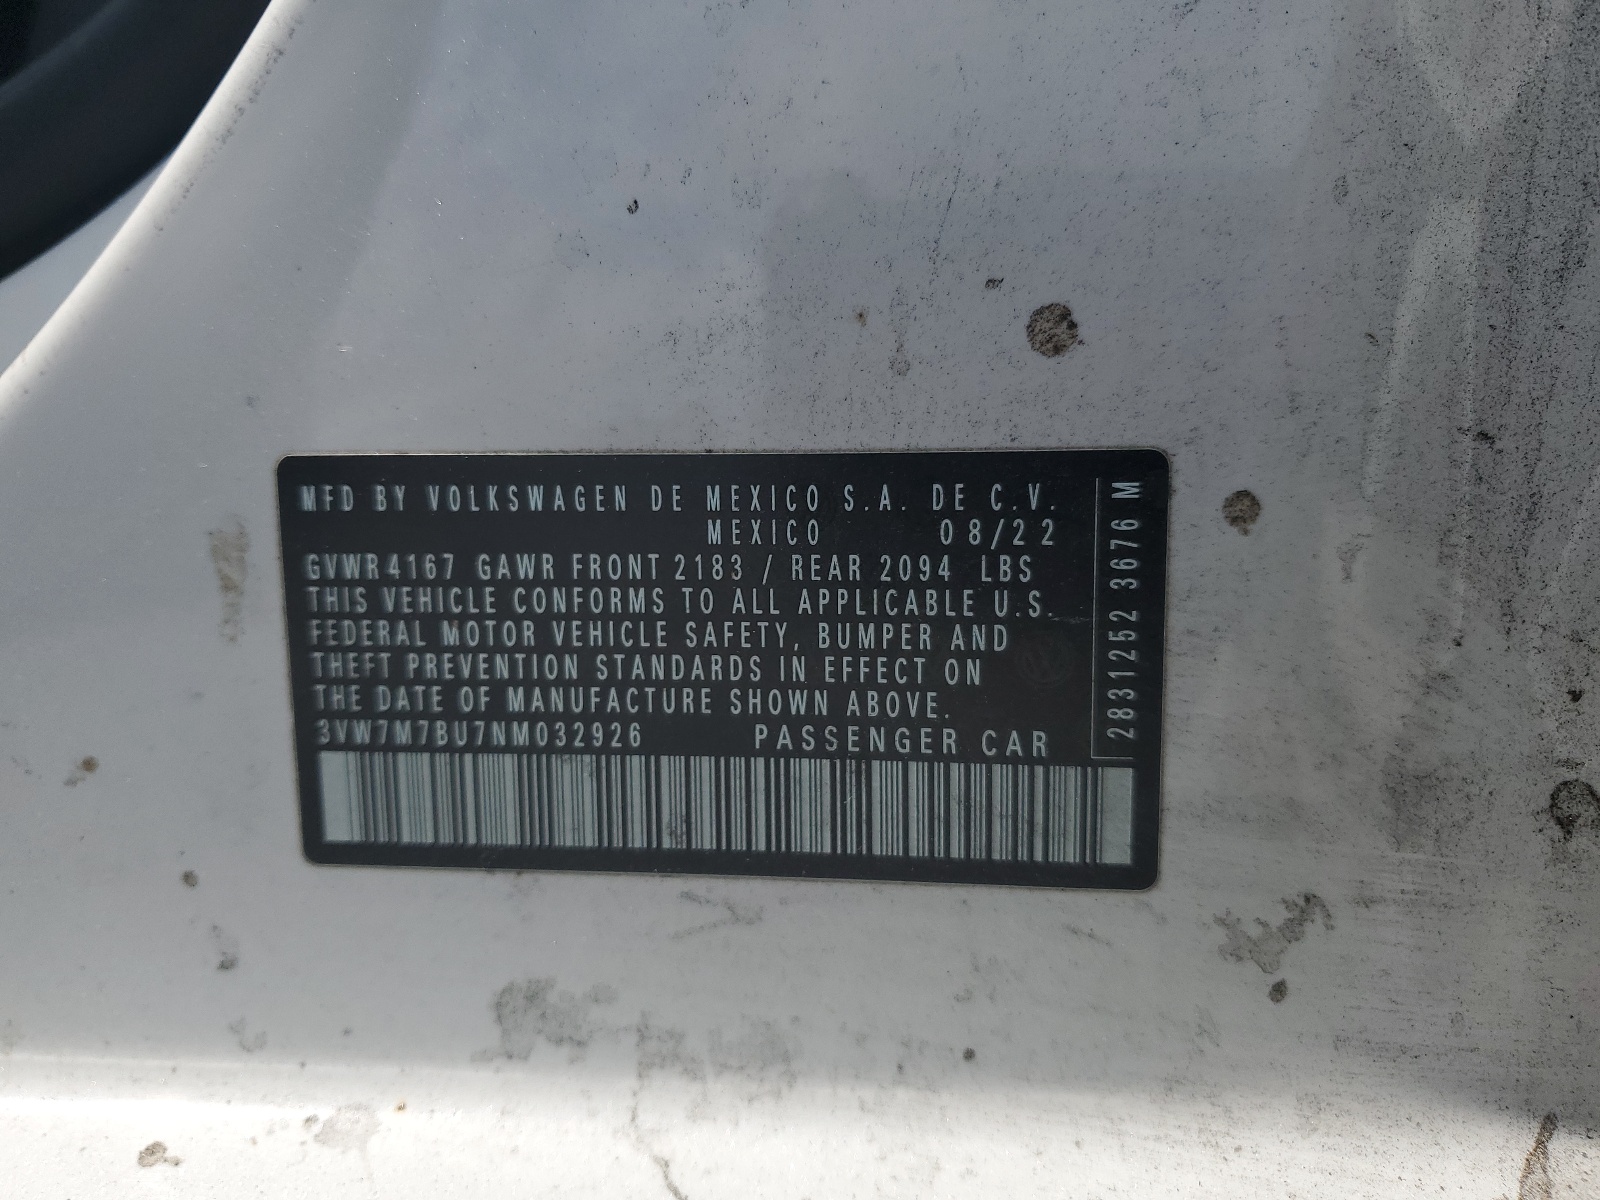 MFD BY VOLKSWAGEN DE MEXICO S.A. DE C.V.
MEXICO 08/22
GVWR 4167 GAWR FRONT 2183 / REAR 2094 LBS
THIS VEHICLE CONFORMS TO ALL APPLICABLE U.S.
FEDERAL MOTOR VEHICLE SAFETY, BUMPER AND
THEFT PREVENTION STANDARDS IN EFFECT ON
THE DATE OF MANUFACTURE SHOWN ABOVE.
3VW7M7BU7NM032926 PASSENGER CAR
2831252 3676 M